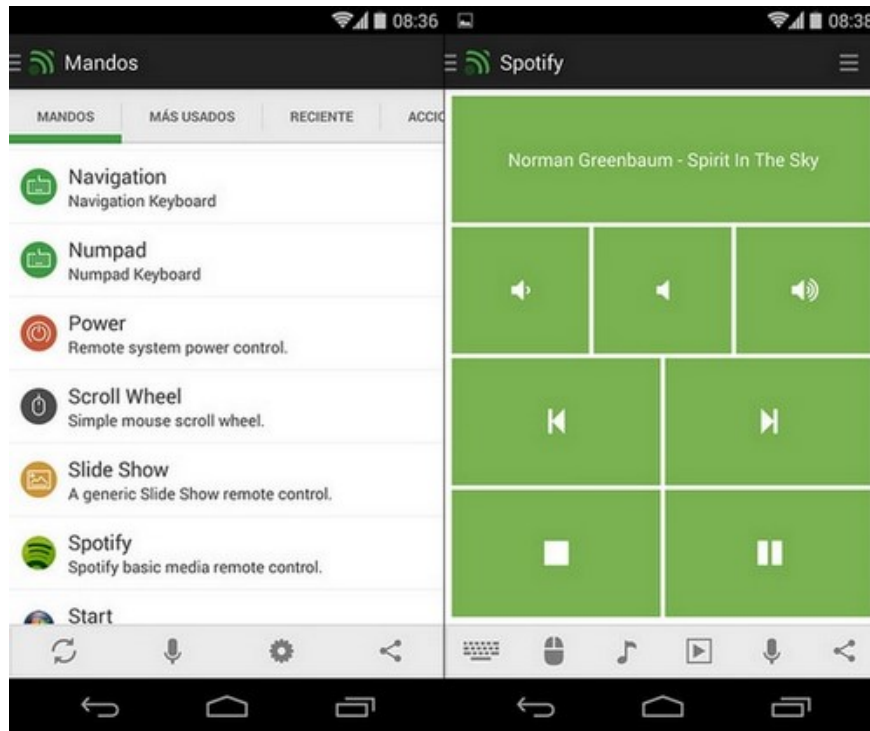 08:36
Mandos
MANDOS MÁS USADOS RECIENTE ACCIO
Navigation
Navigation Keyboard
Numpad
Numpad Keyboard
Power
Remote system power control.
Scroll Wheel
Simple mouse scroll wheel.
Slide Show
A generic Slide Show remote control.
Spotify
Spotify basic media remote control.
Start
08:38
Spotify
Norman Greenbaum - Spirit In The Sky